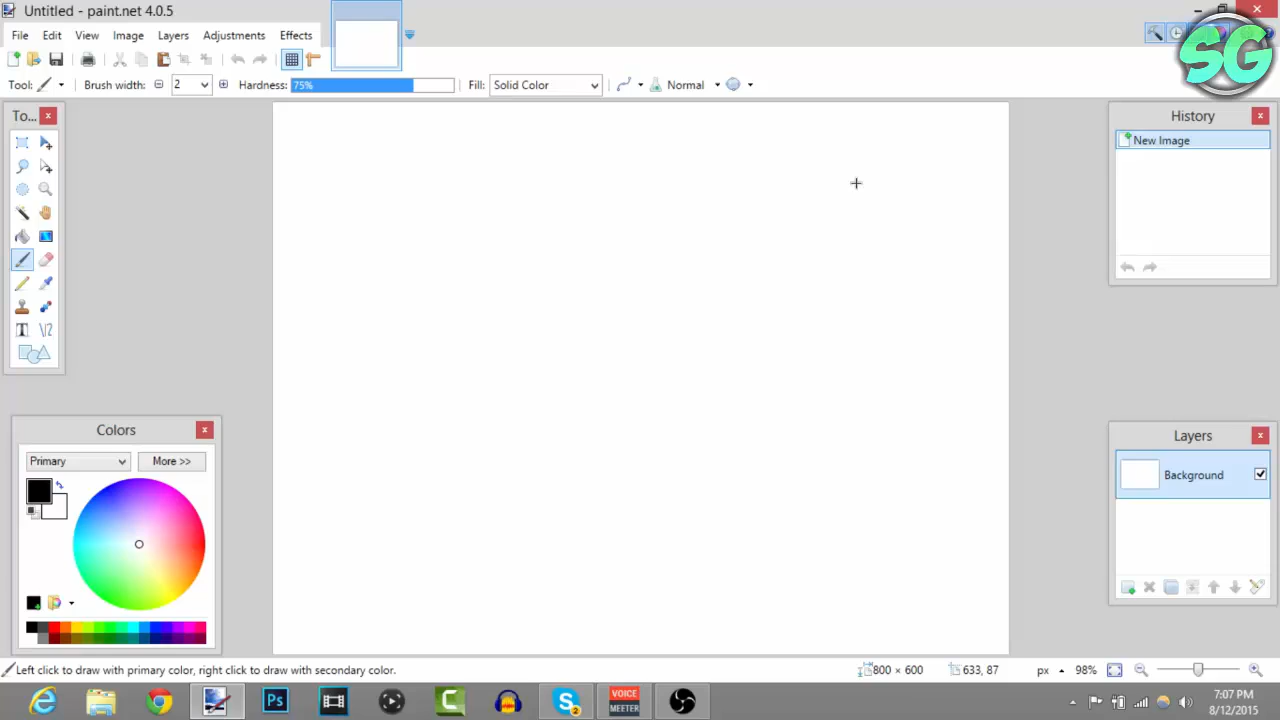 Untitled - paint.net 4.0.5
SG
File Edit View Image Layers Adjustments Effects
Tool: Brush width: 2 Hardness: 75% Fill: Solid Color Normal
To...
History
New Image
Colors
Primary More >>
Layers
Background
Left click to draw with primary color, right click to draw with secondary color. 800 × 600 633, 87 px 98%
Ps
C
S
2
VOICE
MEETER
7:07 PM
8/12/2015